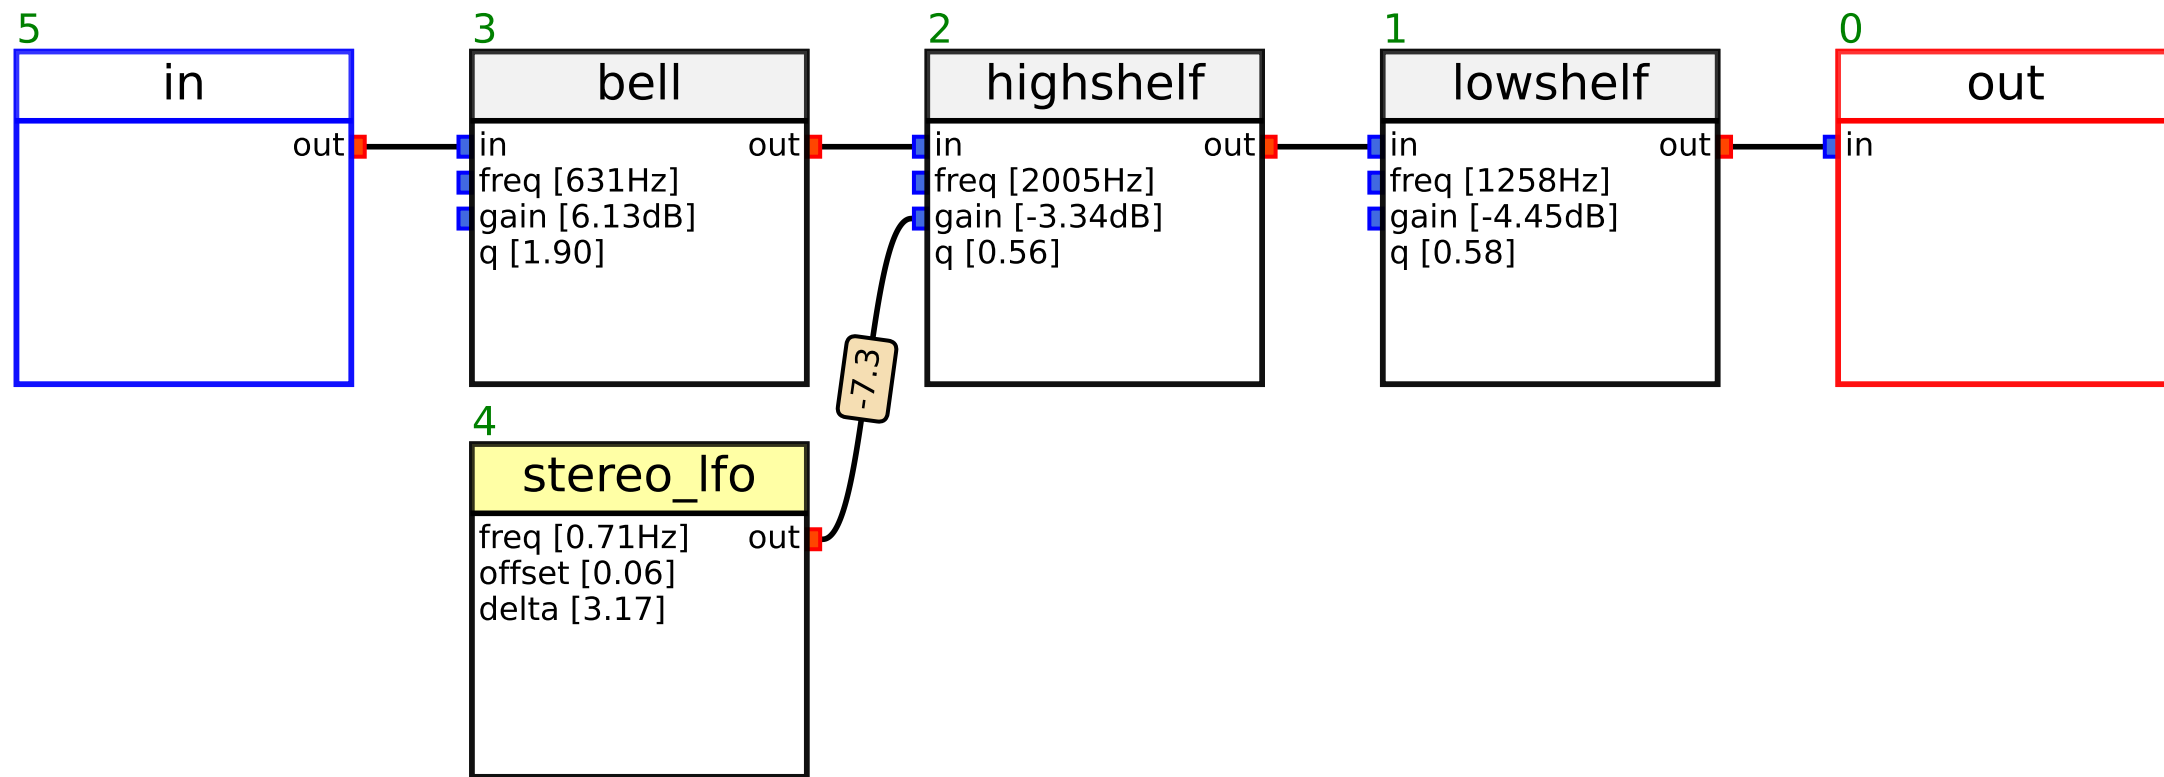 5
in
out
3
bell
in out
freq [631Hz]
gain [6.13dB]
q [1.90]
2
highshelf
in out
freq [2005Hz]
gain [-3.34dB]
q [0.56]
1
lowshelf
in out
freq [1258Hz]
gain [-4.45dB]
q [0.58]
0
out
in
-7.3
4
stereo_lfo
freq [0.71Hz] out
offset [0.06]
delta [3.17]